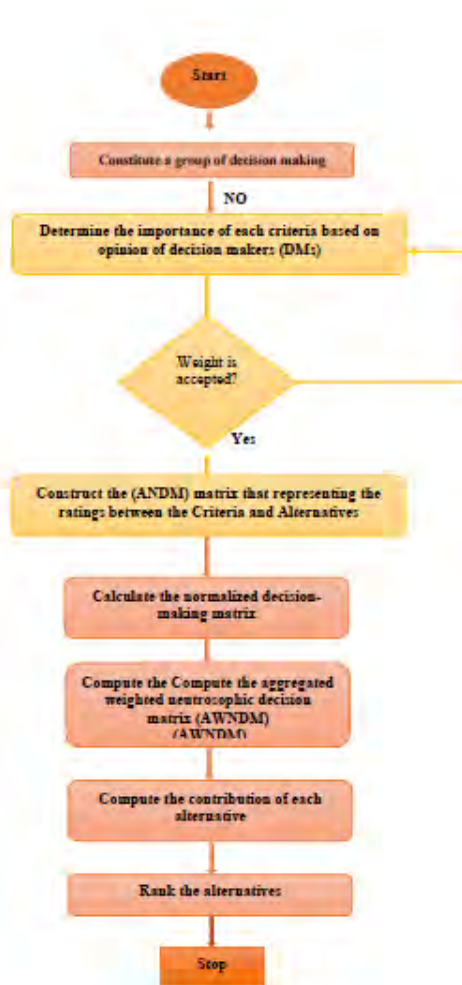 Start
Constitute a group of decision making
NO
Determine the importance of each criteria based on
opinion of decision makers (DMs)
Weight is
accepted?
Yes
Construct the (ANDM) matrix that representing the
ratings between the Criteria and Alternatives
Calculate the normalized decision-
making matrix
Compute the Compute the aggregated
weighted neutrosophic decision
matrix (AWNDM)
(AWNDM)
Compute the contribution of each
alternative
Rank the alternatives
Stop